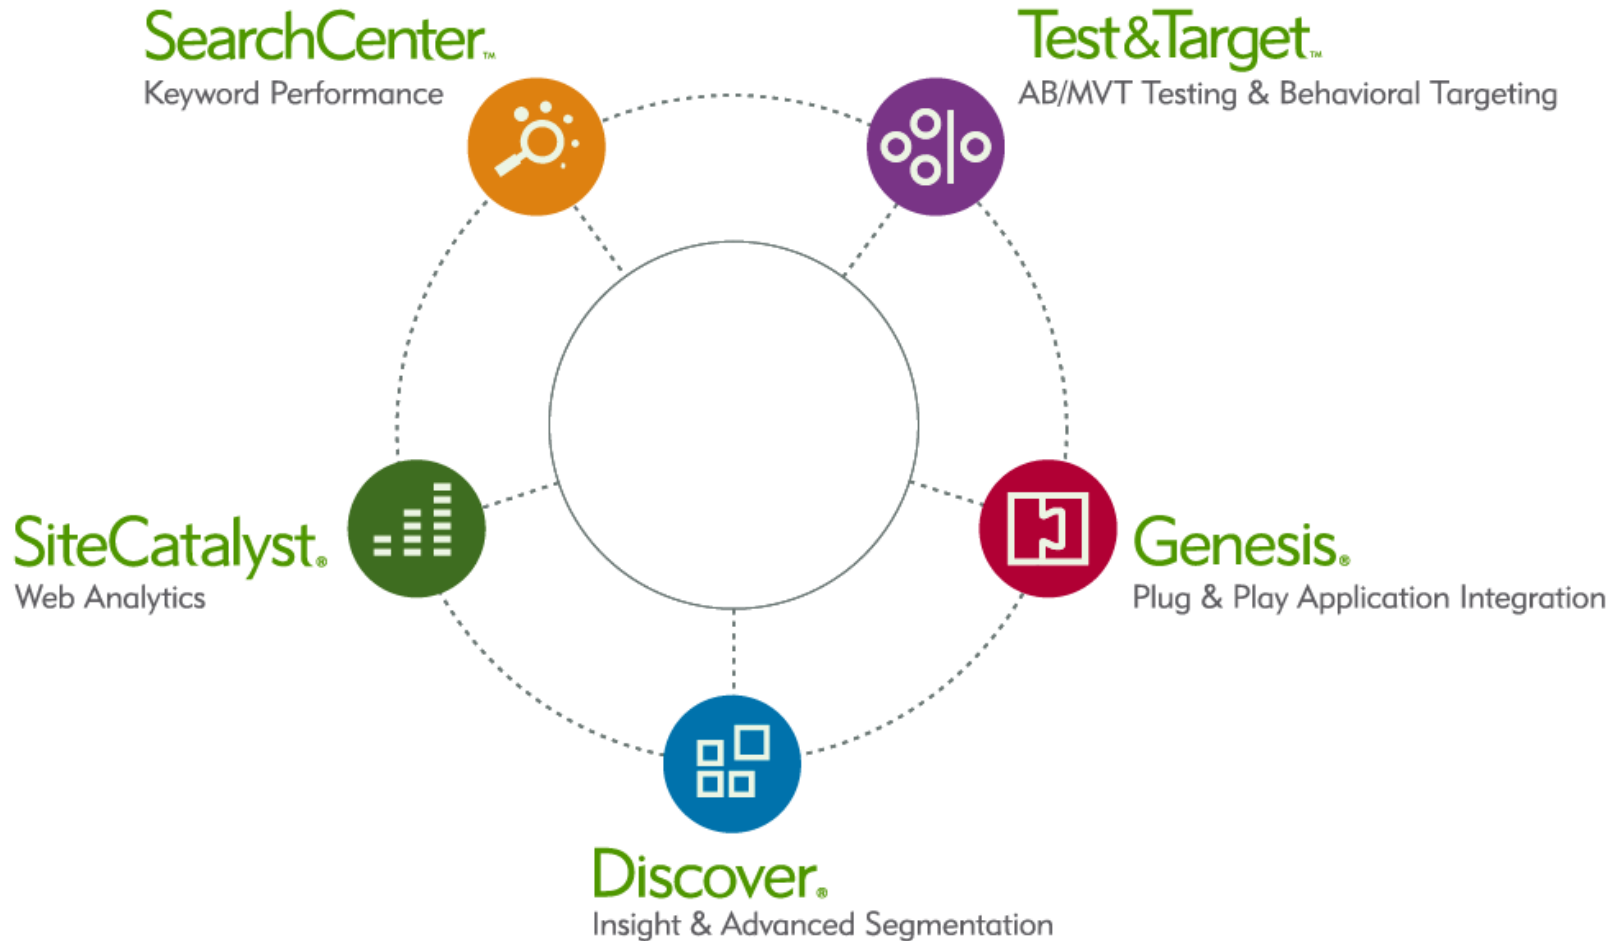 SearchCenter™
Keyword Performance
Test&Target™
AB/MVT Testing & Behavioral Targeting
SiteCatalyst®
Web Analytics
Genesis®
Plug & Play Application Integration
Discover®
Insight & Advanced Segmentation